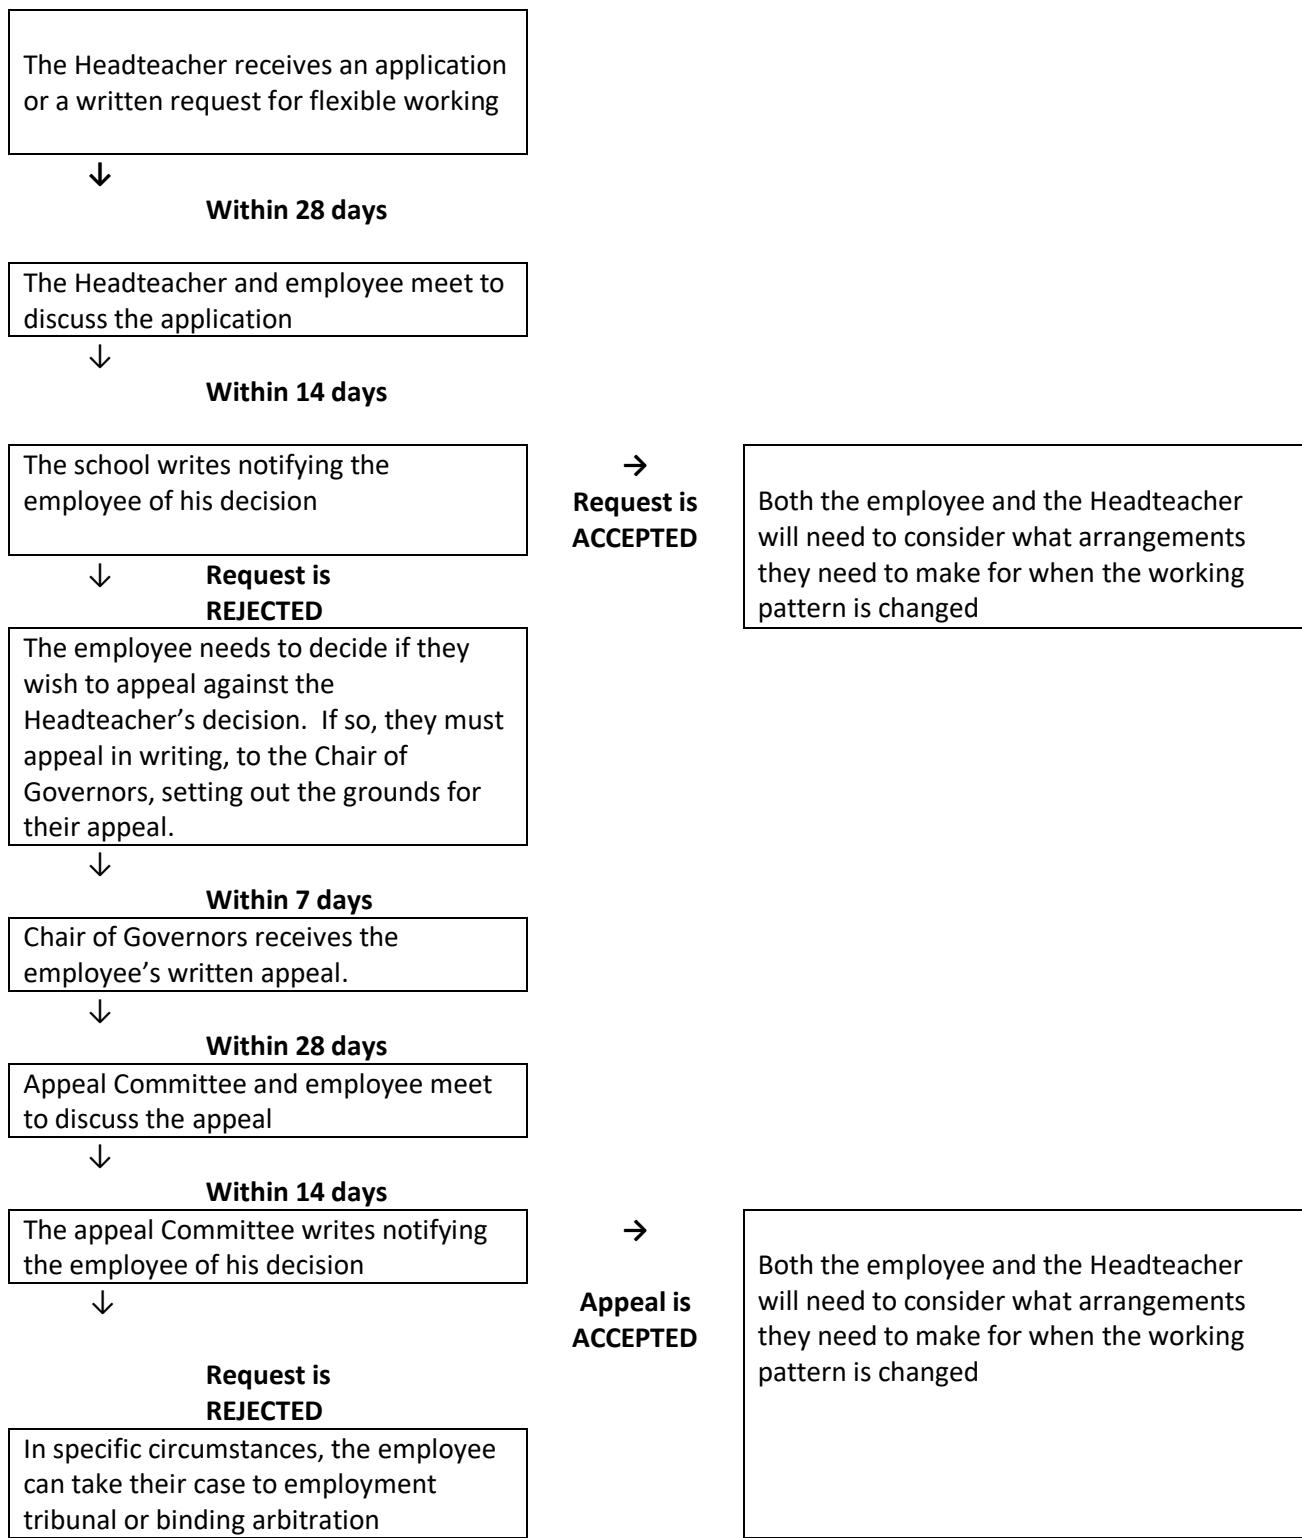 The Headteacher receives an application
or a written request for flexible working
↓
Within 28 days
The Headteacher and employee meet to
discuss the application
↓
Within 14 days
The school writes notifying the
employee of his decision
→
Request is
ACCEPTED
Both the employee and the Headteacher
will need to consider what arrangements
they need to make for when the working
pattern is changed
↓
Request is
REJECTED
The employee needs to decide if they
wish to appeal against the
Headteacher’s decision.  If so, they must
appeal in writing, to the Chair of
Governors, setting out the grounds for
their appeal.
↓
Within 7 days
Chair of Governors receives the
employee’s written appeal.
↓
Within 28 days
Appeal Committee and employee meet
to discuss the appeal
↓
Within 14 days
The appeal Committee writes notifying
the employee of his decision
→
Appeal is
ACCEPTED
Both the employee and the Headteacher
will need to consider what arrangements
they need to make for when the working
pattern is changed
↓
Request is
REJECTED
In specific circumstances, the employee
can take their case to employment
tribunal or binding arbitration